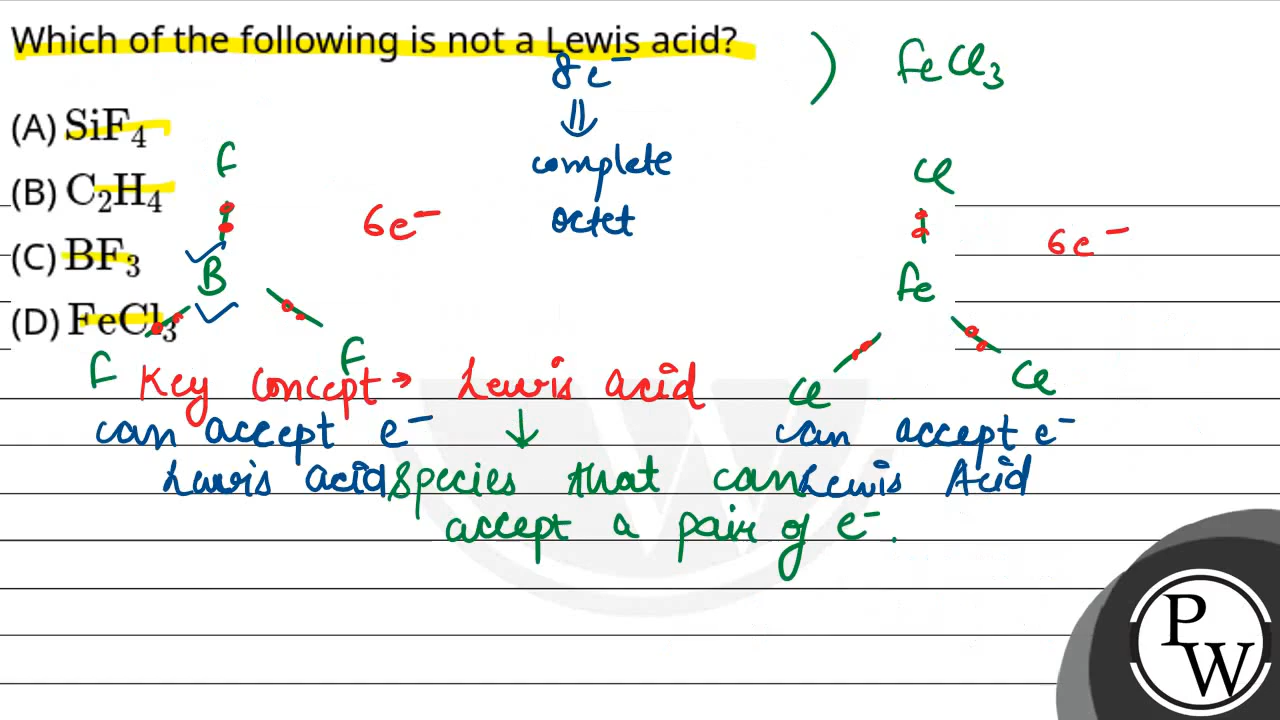 Which of the following is not a Lewis acid?
(A) SiF₄
(B) C₂H₄
(C) BF₃
(D) FeCl₃
8e⁻
⇓
complete
octet
) FeCl₃
F
B
F
F
6e⁻
Cl
Fe
Cl
Cl
6e⁻
Key Concept → Lewis acid
↓
Species that can
accept a pair of e⁻.
can accept e⁻
Lewis acid
can accept e⁻
Lewis Acid
P
W